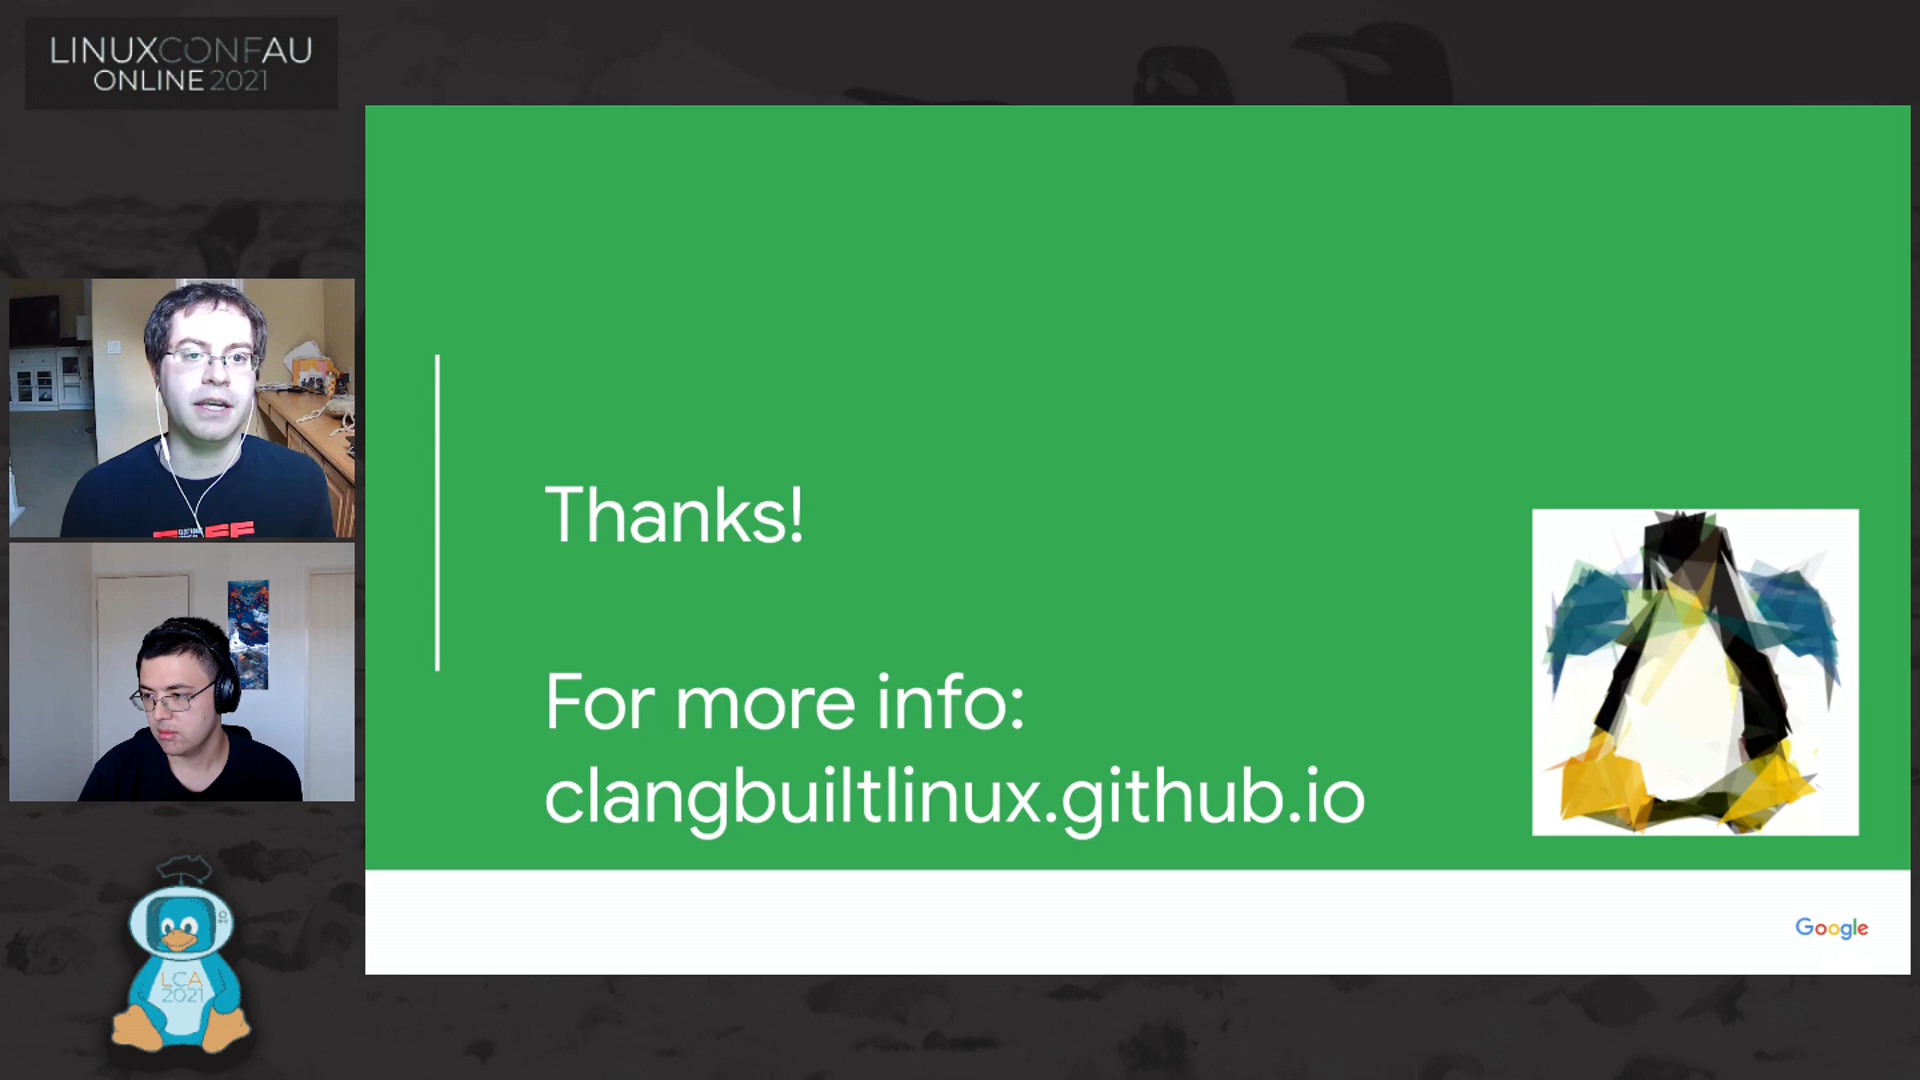 LINUXCONFAU
ONLINE 2021
Thanks!
For more info:
clangbuiltlinux.github.io
Google
LCA
2021